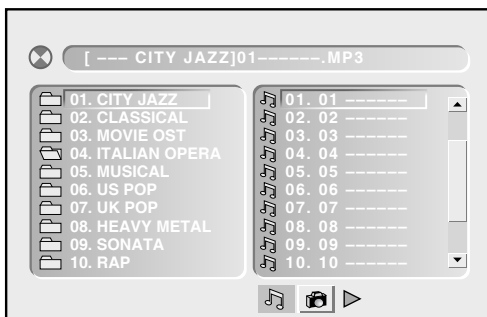 [ --- CITY JAZZ]01------.MP3
01. CITY JAZZ
02. CLASSICAL
03. MOVIE OST
04. ITALIAN OPERA
05. MUSICAL
06. US POP
07. UK POP
08. HEAVY METAL
09. SONATA
10. RAP
01. 01 ------
02. 02 ------
03. 03 ------
04. 04 ------
05. 05 ------
06. 06 ------
07. 07 ------
08. 08 ------
09. 09 ------
10. 10 ------